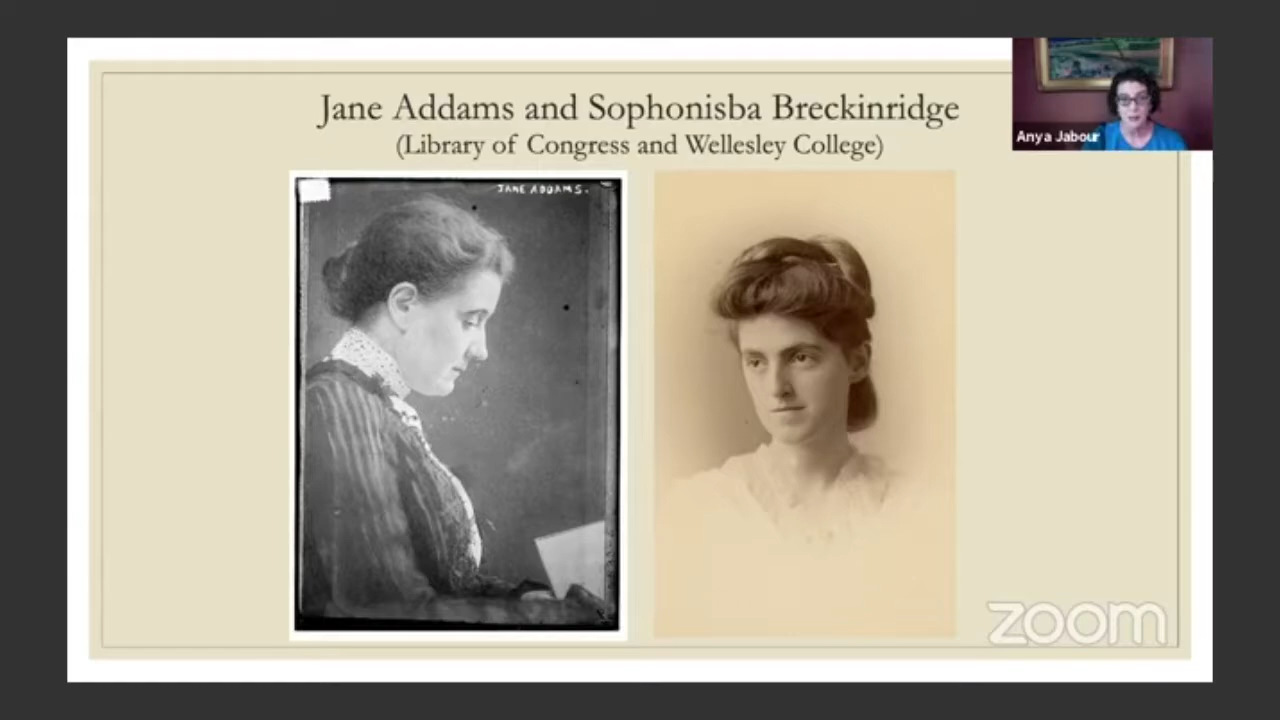 Jane Addams and Sophonisba Breckinridge
(Library of Congress and Wellesley College)
Anya Jabour
JANE ADDAMS.
zoom